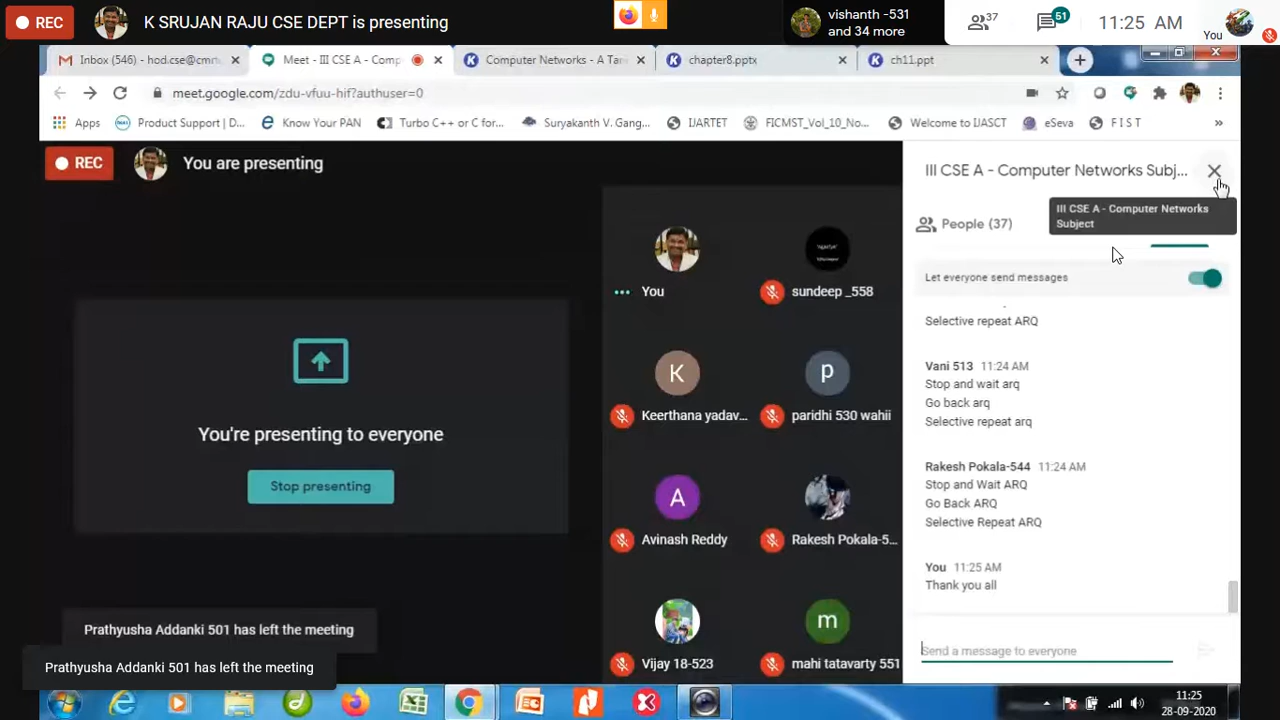 REC
K SRUJAN RAJU CSE DEPT is presenting
vishanth -531
and 34 more
37
51
11:25 AM
You
Inbox (546) - hod.cse@cmrt
Meet - III CSE A - Comp
Computer Networks - A Tan
chapter8.pptx
ch11.ppt
meet.google.com/zdu-vfuu-hif?authuser=0
Apps
Product Support | D...
Know Your PAN
Turbo C++ or C for...
Suryakanth V. Gang...
IJARTET
FICMST_Vol_10_No...
Welcome to IJASCT
eSeva
F I S T
»
REC
You are presenting
III CSE A - Computer Networks Subj...
III CSE A - Computer Networks
Subject
People (37)
Let everyone send messages
Selective repeat ARQ
Vani 513 11:24 AM
Stop and wait arq
Go back arq
Selective repeat arq
Rakesh Pokala-544 11:24 AM
Stop and Wait ARQ
Go Back ARQ
Selective Repeat ARQ
You 11:25 AM
Thank you all
Send a message to everyone
You
sundeep _558
K
Keerthana yadav...
p
paridhi 530 wahii
A
Avinash Reddy
Rakesh Pokala-5...
Vijay 18-523
m
mahi tatavarty 551
You're presenting to everyone
Stop presenting
Prathyusha Addanki 501 has left the meeting
Prathyusha Addanki 501 has left the meeting
11:25
28-09-2020